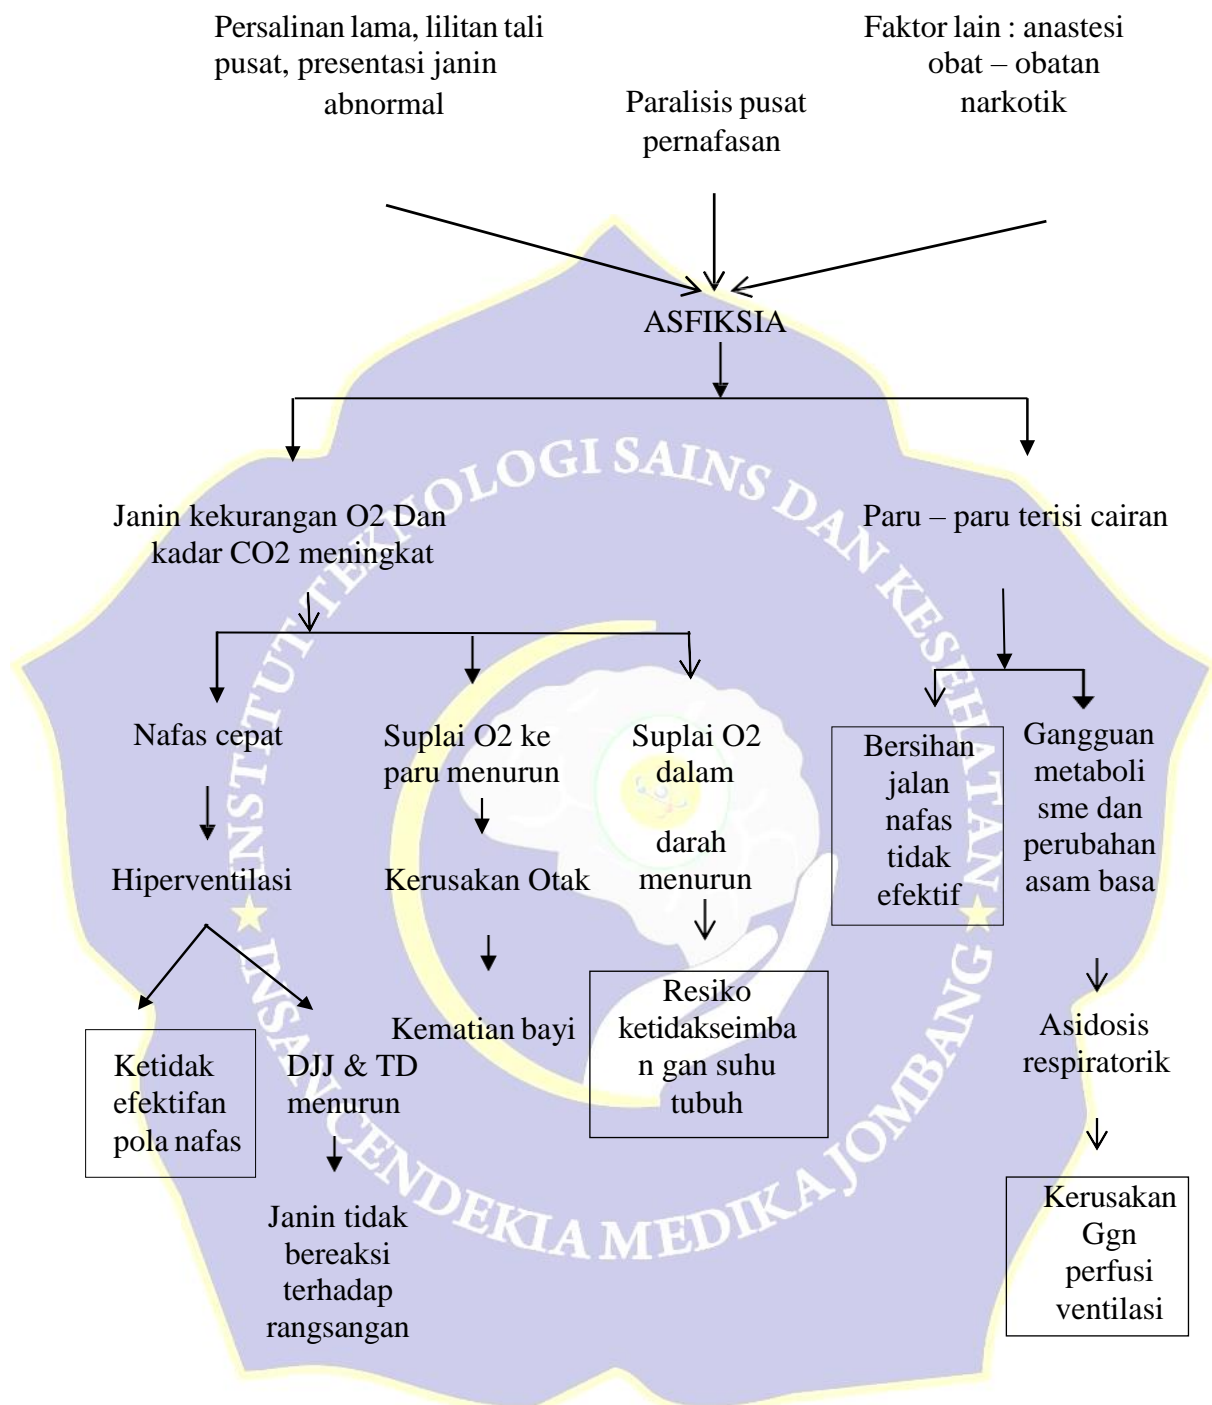 Persalinan lama, lilitan tali
pusat, presentasi janin
abnormal
Paralisis pusat
pernafasan
Faktor lain : anastesi
obat – obatan
narkotik
ASFIKSIA
Janin kekurangan O2 Dan
kadar CO2 meningkat
Paru – paru terisi cairan
Nafas cepat
Suplai O2 ke
paru menurun
Suplai O2
dalam
darah
menurun
Bersihan
jalan
nafas
tidak
efektif
Gangguan
metaboli
sme dan
perubahan
asam basa
Hiperventilasi
Kerusakan Otak
Ketidak
efektifan
pola nafas
DJJ & TD
menurun
Kematian bayi
Resiko
ketidakseimba
n gan suhu
tubuh
Asidosis
respiratorik
Janin tidak
bereaksi
terhadap
rangsangan
Kerusakan
Ggn
perfusi
ventilasi
INSTITUT TEKNOLOGI SAINS DAN KESEHATAN
INSAN CENDEKIA MEDIKA JOMBANG